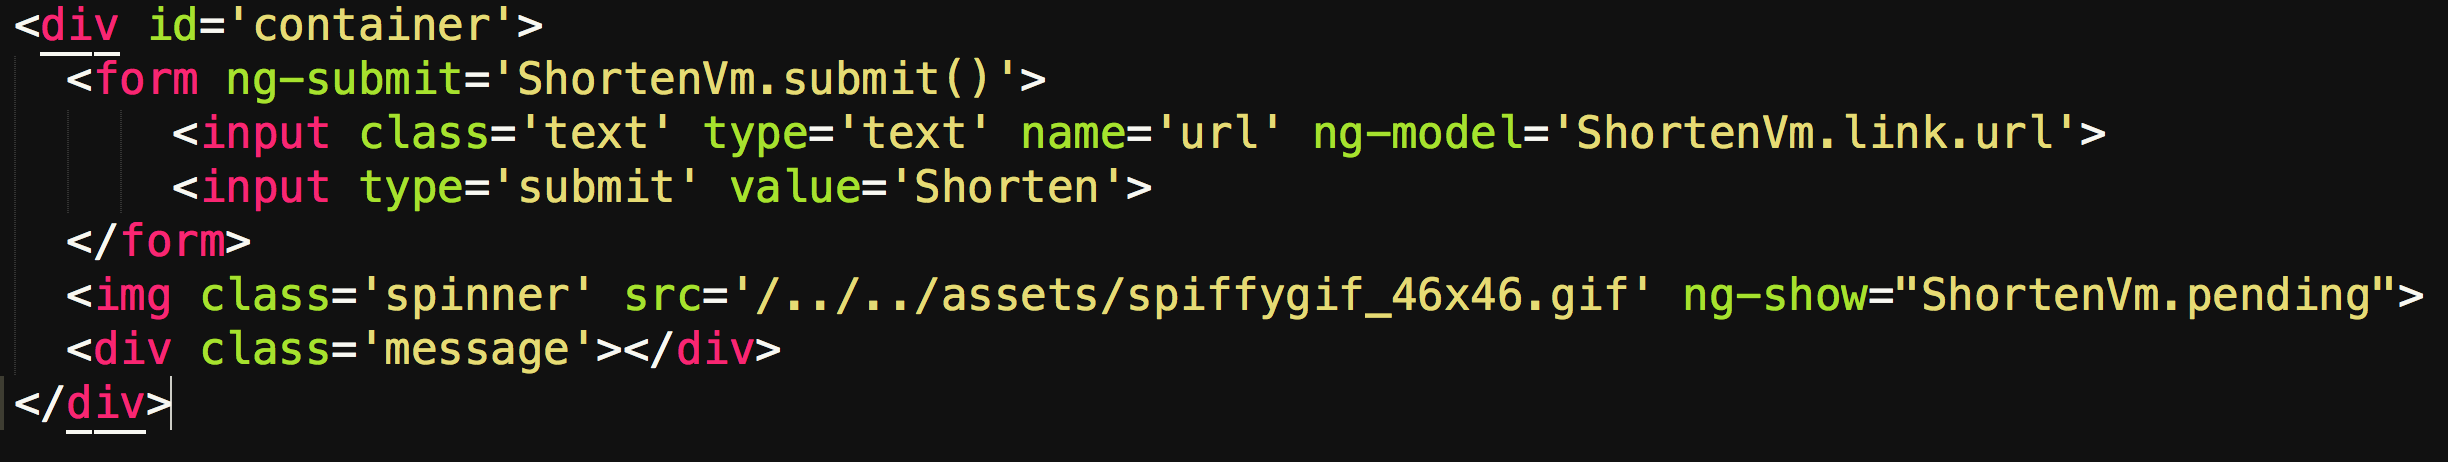 <div id='container'>
  <form ng-submit='ShortenVm.submit()'>
      <input class='text' type='text' name='url' ng-model='ShortenVm.link.url'>
      <input type='submit' value='Shorten'>
  </form>
  <img class='spinner' src='/../../assets/spiffygif_46x46.gif' ng-show="ShortenVm.pending">
  <div class='message'></div>
</div>